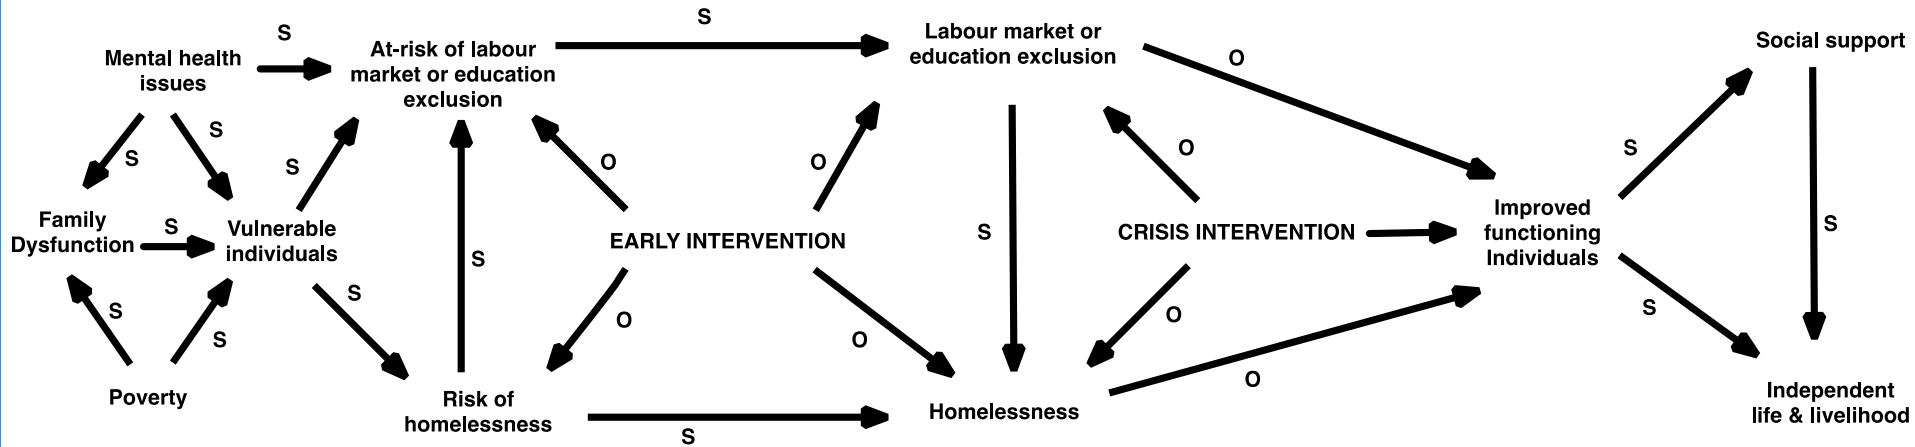 Mental health
issues
S
At-risk of labour
market or education
exclusion
S
Labour market or
education exclusion
O
Social support
S
S
S
O
O
O
S
S
Family
Dysfunction
S
Vulnerable
individuals
S
EARLY INTERVENTION
S
CRISIS INTERVENTION
Improved
functioning
Individuals
S
S
S
S
O
O
O
S
O
Poverty
Risk of
homelessness
S
Homelessness
Independent
life & livelihood